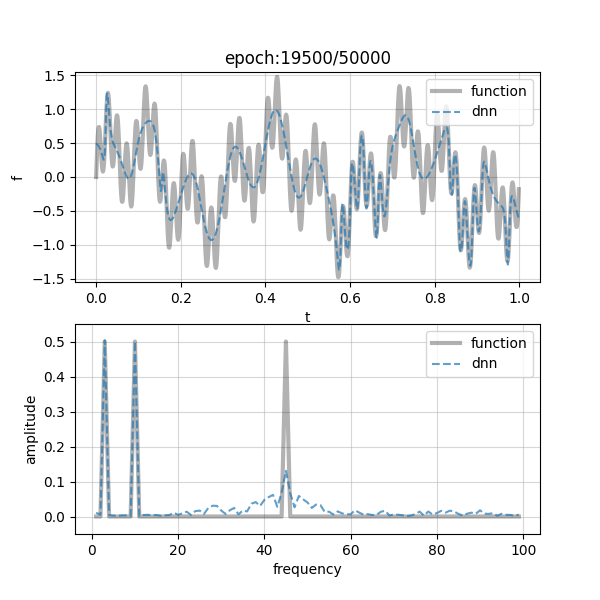 epoch:19500/50000
1.5
1.0
0.5
0.0
−0.5
−1.0
−1.5
f
function
dnn
0.0 0.2 0.4 0.6 0.8 1.0
t
0.5
0.4
0.3
0.2
0.1
0.0
amplitude
function
dnn
0 20 40 60 80 100
frequency